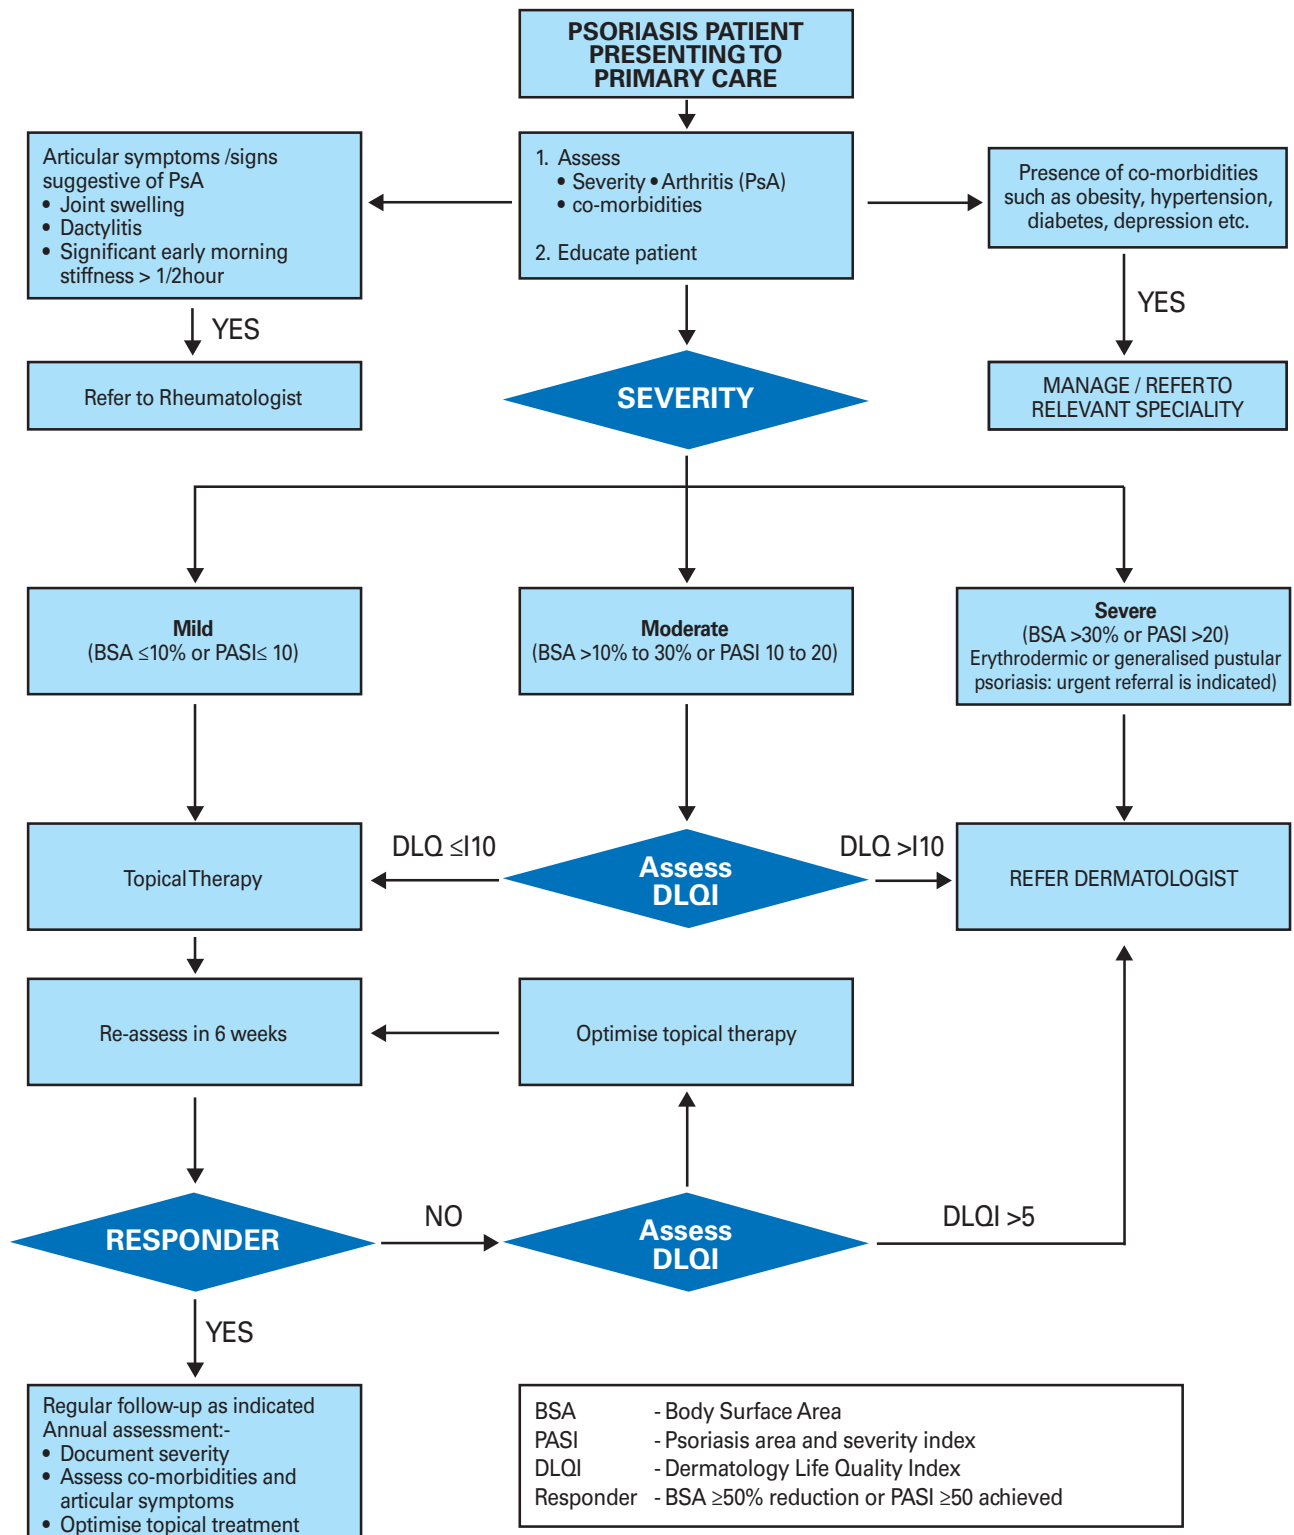 PSORIASIS PATIENT
PRESENTING TO
PRIMARY CARE
Articular symptoms /signs
suggestive of PsA
• Joint swelling
• Dactylitis
• Significant early morning
stiffness > 1/2hour
1. Assess
• Severity • Arthritis (PsA)
• co-morbidities
2. Educate patient
Presence of co-morbidities
such as obesity, hypertension,
diabetes, depression etc.
YES
YES
Refer to Rheumatologist
SEVERITY
MANAGE / REFER TO
RELEVANT SPECIALITY
Mild
(BSA ≤10% or PASI≤ 10)
Moderate
(BSA >10% to 30% or PASI 10 to 20)
Severe
(BSA >30% or PASI >20)
Erythrodermic or generalised pustular
psoriasis: urgent referral is indicated)
Topical Therapy
DLQ ≤I10
Assess
DLQI
DLQ >I10
REFER DERMATOLOGIST
Re-assess in 6 weeks
Optimise topical therapy
RESPONDER
NO
Assess
DLQI
DLQI >5
YES
Regular follow-up as indicated
Annual assessment:-
• Document severity
• Assess co-morbidities and
articular symptoms
• Optimise topical treatment
BSA - Body Surface Area
PASI - Psoriasis area and severity index
DLQI - Dermatology Life Quality Index
Responder - BSA ≥50% reduction or PASI ≥50 achieved